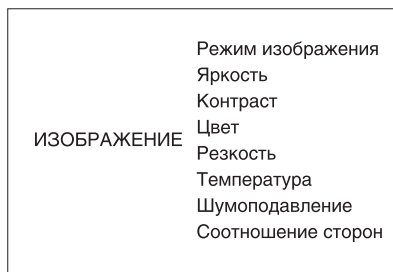 Режим изображения
Яркость
Контраст
Цвет
ИЗОБРАЖЕНИЕ
Резкость
Температура
Шумоподавление
Соотношение сторон